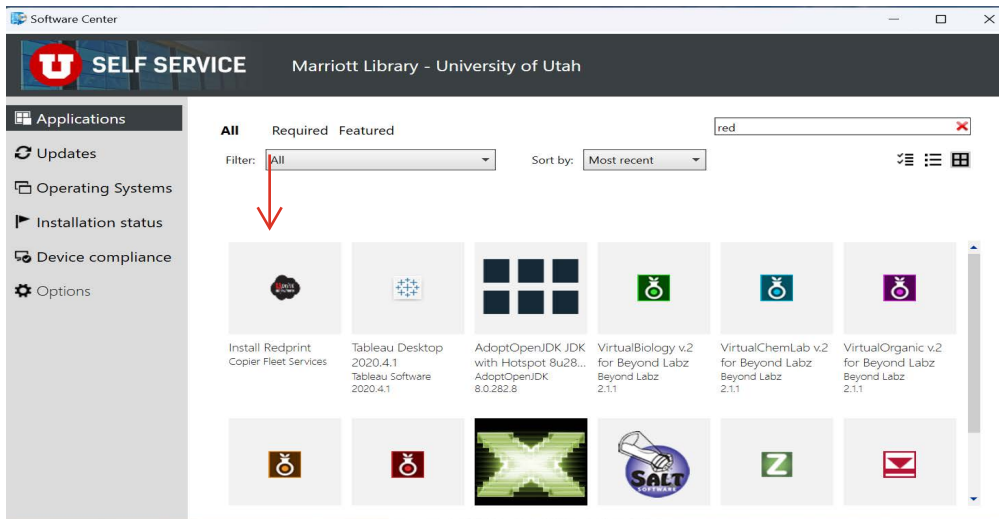 Software Center
U SELF SERVICE Marriott Library - University of Utah
Applications
Updates
Operating Systems
Installation status
Device compliance
Options
All Required Featured
red
Filter: All Sort by: Most recent
Install Redprint
Copier Fleet Services
Tableau Desktop
2020.4.1
Tableau Software
2020.4.1
AdoptOpenJDK JDK
with Hotspot 8u28...
AdoptOpenJDK
8.0.282.8
VirtualBiology v.2
for Beyond Labz
Beyond Labz
2.1.1
VirtualChemLab v.2
for Beyond Labz
Beyond Labz
2.1.1
VirtualOrganic v.2
for Beyond Labz
Beyond Labz
2.1.1
SALT
SOFTWARE
Z